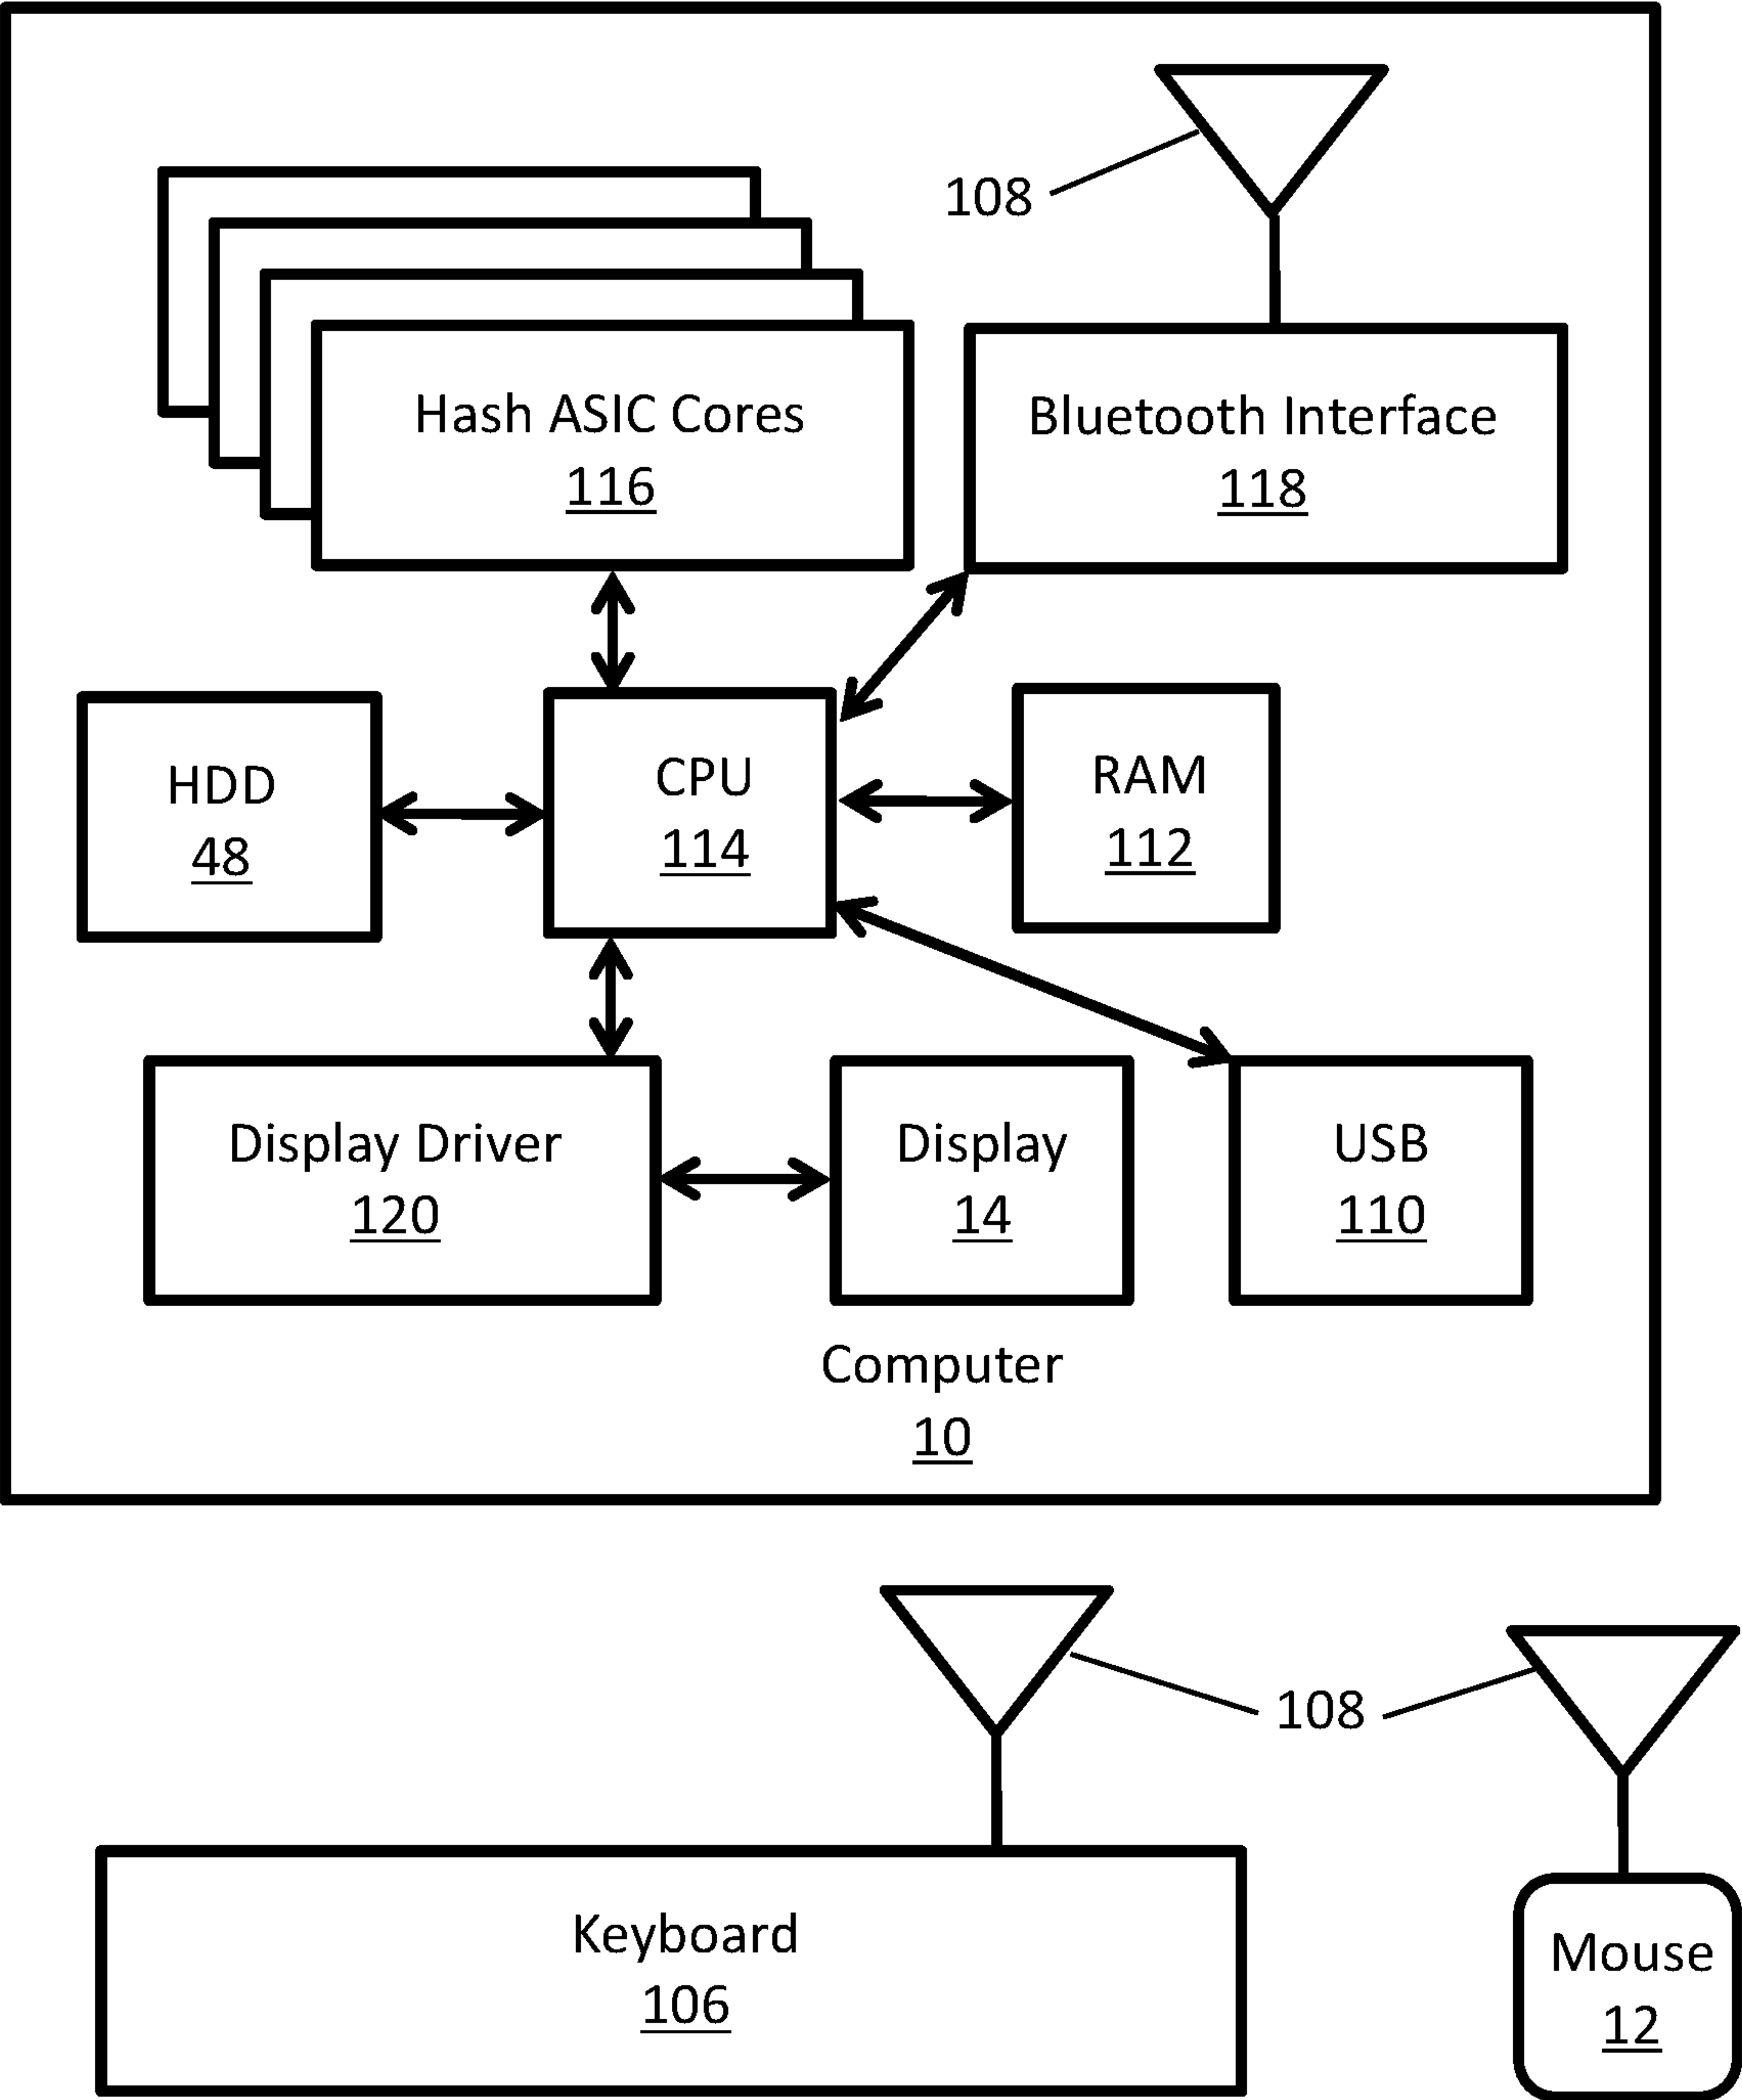 108
Hash ASIC Cores
116
Bluetooth Interface
118
HDD
48
CPU
114
RAM
112
Display Driver
120
Display
14
USB
110
Computer
10
108
Keyboard
106
Mouse
12